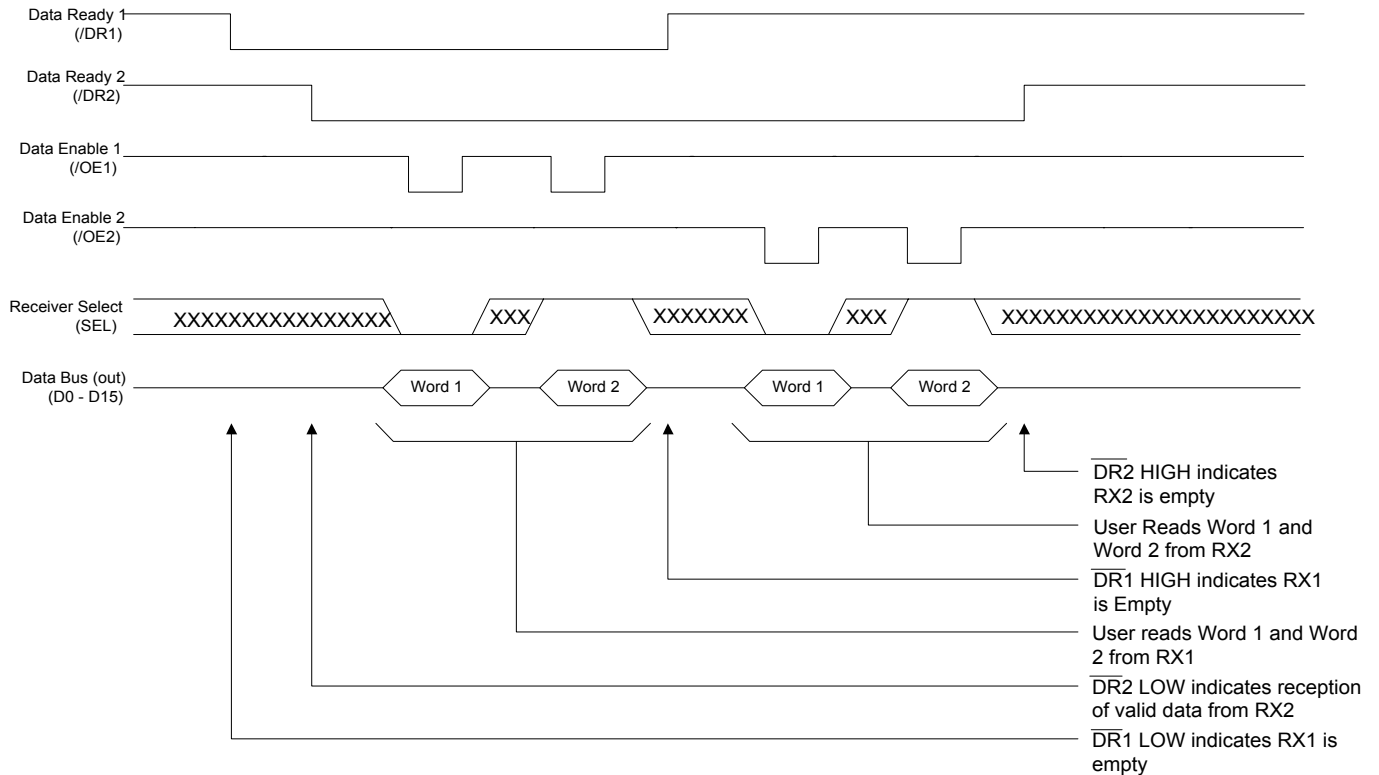 Data Ready 1
(/DR1)
Data Ready 2
(/DR2)
Data Enable 1
(/OE1)
Data Enable 2
(/OE2)
Receiver Select
(SEL)
XXXXXXXXXXXXXXXX
XXX
XXXXXXX
XXX
XXXXXXXXXXXXXXXXXXXXXXX
Data Bus (out)
(D0 - D15)
Word 1
Word 2
Word 1
Word 2
DR2 HIGH indicates
RX2 is empty
User Reads Word 1 and
Word 2 from RX2
DR1 HIGH indicates RX1
is Empty
User reads Word 1 and Word
2 from RX1
DR2 LOW indicates reception
of valid data from RX2
DR1 LOW indicates RX1 is
empty